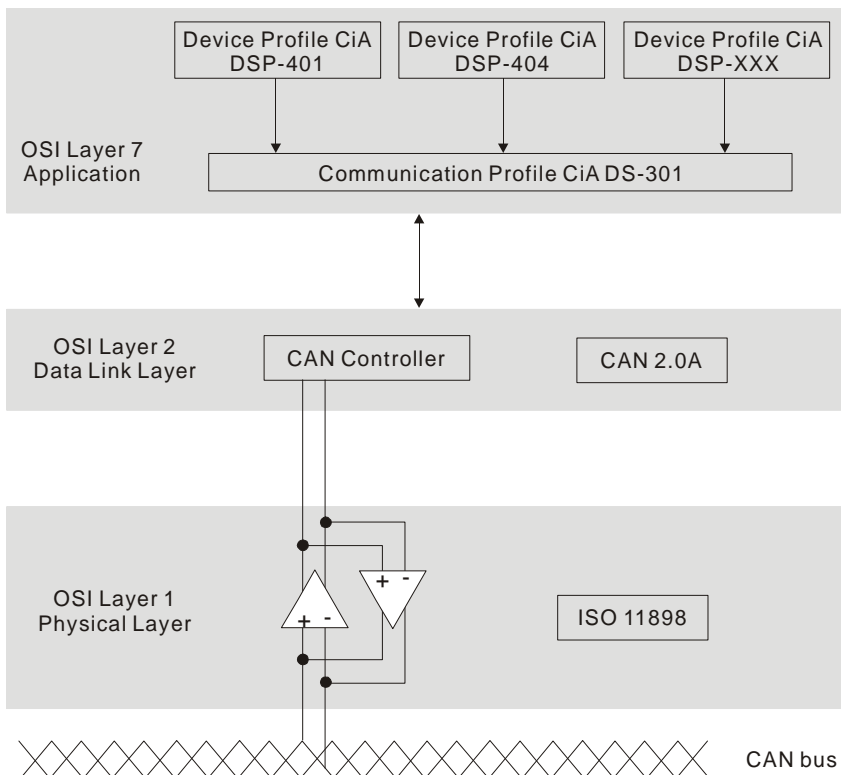 Device Profile CiA
DSP-401
Device Profile CiA
DSP-404
Device Profile CiA
DSP-XXX
OSI Layer 7
Application
Communication Profile CiA DS-301
OSI Layer 2
Data Link Layer
CAN Controller
CAN 2.0A
OSI Layer 1
Physical Layer
+ -
+ -
ISO 11898
CAN bus